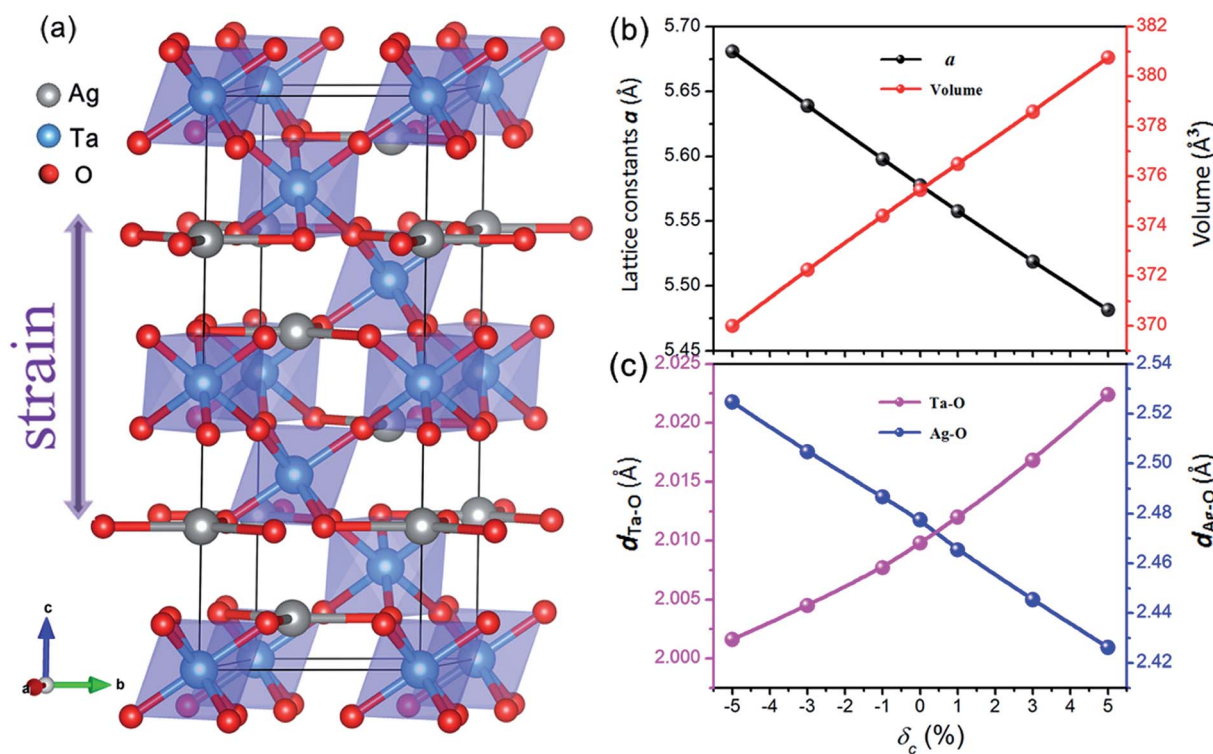 (a)
Ag
Ta
O
strain
c
a
b
(b)
5.70
5.65
5.60
5.55
5.50
5.45
Lattice constants a (Å)
a
Volume
382
380
378
376
374
372
370
Volume (Å³)
(c)
2.025
2.020
2.015
2.010
2.005
2.000
d Ta-O (Å)
Ta-O
Ag-O
2.54
2.52
2.50
2.48
2.46
2.44
2.42
d Ag-O (Å)
-5 -4 -3 -2 -1 0 1 2 3 4 5
δc (%)